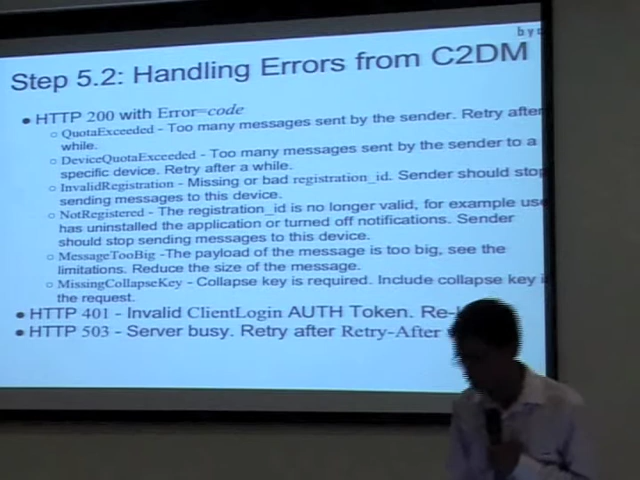 by
Step 5.2: Handling Errors from C2DM
● HTTP 200 with Error=code
○ QuotaExceeded - Too many messages sent by the sender. Retry after
while.
○ DeviceQuotaExceeded - Too many messages sent by the sender to a
specific device. Retry after a while.
○ InvalidRegistration - Missing or bad registration_id. Sender should stop
sending messages to this device.
○ NotRegistered - The registration_id is no longer valid, for example use
has uninstalled the application or turned off notifications. Sender
should stop sending messages to this device.
○ MessageTooBig -The payload of the message is too big, see the
limitations. Reduce the size of the message.
○ MissingCollapseKey - Collapse key is required. Include collapse key
the request.
● HTTP 401 - Invalid ClientLogin AUTH Token. Re-
● HTTP 503 - Server busy. Retry after Retry-After